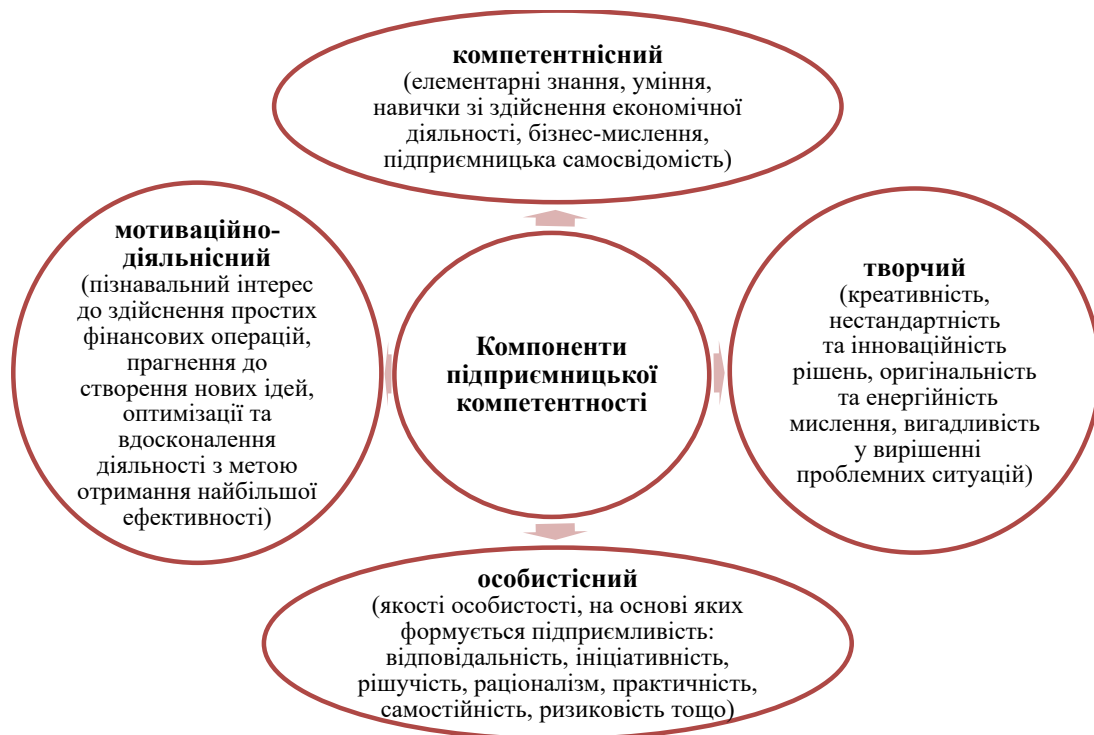 компетентнісний
(елементарні знання, уміння,
навички зі здійснення економічної
діяльності, бізнес-мислення,
підприємницька самосвідомість)
мотиваційно-
діяльнісний
(пізнавальний інтерес
до здійснення простих
фінансових операцій,
прагнення до
створення нових ідей,
оптимізації та
вдосконалення
діяльності з метою
отримання найбільшої
ефективності)
Компоненти
підприємницької
компетентності
творчий
(креативність,
нестандартність
та інноваційність
рішень, оригінальність
та енергійність
мислення, вигадливість
у вирішенні
проблемних ситуацій)
особистісний
(якості особистості, на основі яких
формується підприємливість:
відповідальність, ініціативність,
рішучість, раціоналізм, практичність,
самостійність, ризиковість тощо)